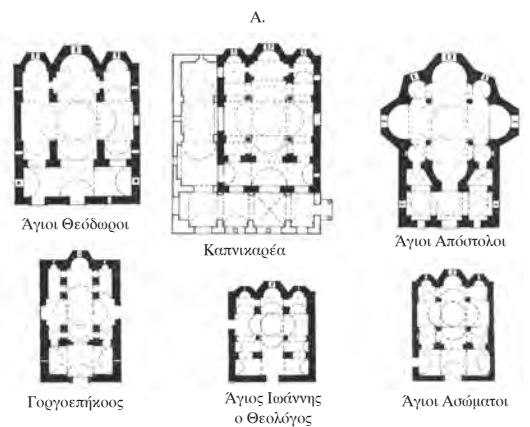 Α.
Άγιοι Θεόδωροι
Καπνικαρέα
Άγιοι Απόστολοι
Γοργοεπήκοος
Άγιος Ιωάννης
ο Θεολόγος
Άγιοι Ασώματοι